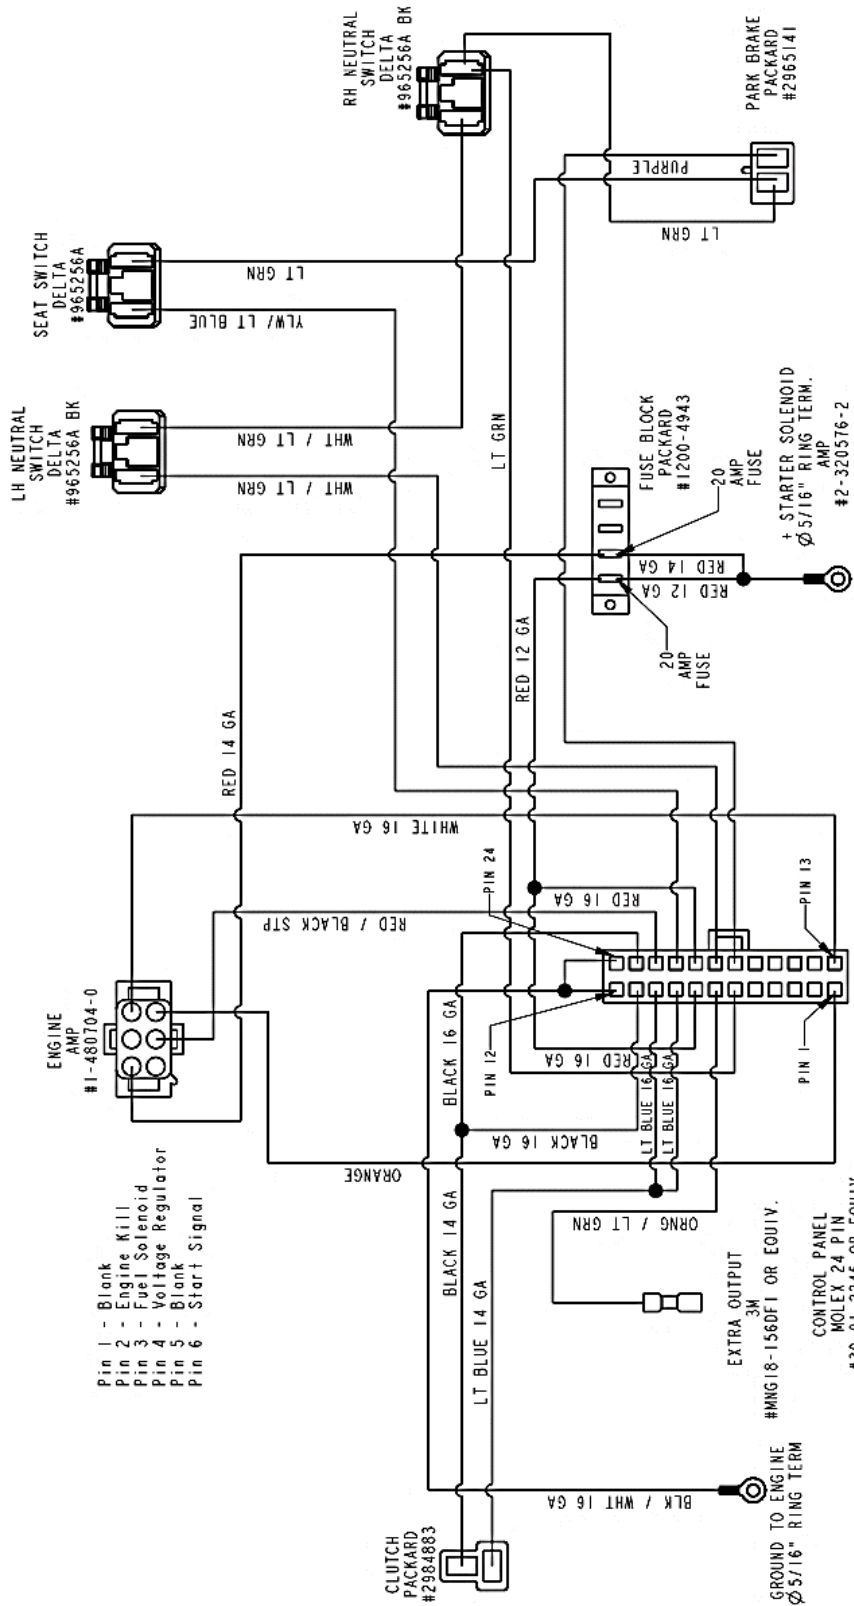 Pin 1 - Blank
Pin 2 - Engine Kill
Pin 3 - Fuel Solenoid
Pin 4 - Voltage Regulator
Pin 5 - Blank
Pin 6 - Start Signal
ENGINE
AMP
#1-480704-0
LH NEUTRAL
SWITCH
DELTA
#965256A BK
SEAT SWITCH
DELTA
#965256A
RH NEUTRAL
SWITCH
DELTA
#965256A BK
RED 14 GA
WHITE 16 GA
RED / BLACK STP
ORANGE
WHT / LT GRN
WHT / LT GRN
YLW/ LT BLUE
LT GRN
LT GRN
RED 12 GA
CLUTCH
PACKARD
#2984883
BLACK 14 GA
BLACK 16 GA
LT BLUE 14 GA
BLACK 16 GA
RED 16 GA
RED 16 GA
LT BLUE 16 GA
LT BLUE 16 GA
ORNG / LT GRN
BLK / WHT 16 GA
PIN 12
PIN 24
PIN 1
PIN 13
20
AMP
FUSE
RED 12 GA
RED 14 GA
20
AMP
FUSE
FUSE BLOCK
PACKARD
#1200-4943
PURPLE
LT GRN
PARK BRAKE
PACKARD
#2965141
GROUND TO ENGINE
Ø5/16" RING TERM
EXTRA OUTPUT
3M
#MNG18-156DFI OR EQUIV.
CONTROL PANEL
MOLEX 24 PIN
+ STARTER SOLENOID
Ø5/16" RING TERM.
AMP
#2-320576-2